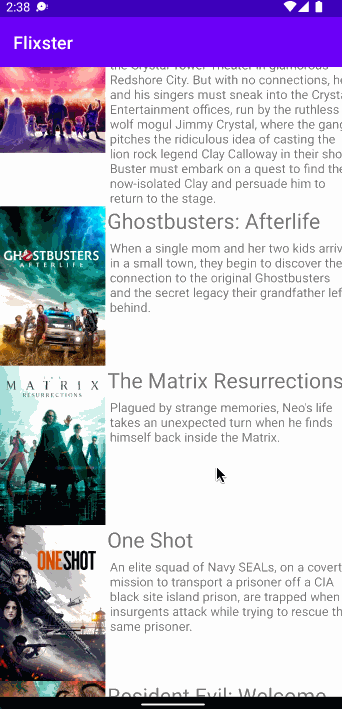 2:38
Flixster
the Crystal Tower Theater in glamorous
Redshore City. But with no connections, he
and his singers must sneak into the Crysta
Entertainment offices, run by the ruthless
wolf mogul Jimmy Crystal, where the gang
pitches the ridiculous idea of casting the
lion rock legend Clay Calloway in their sho
Buster must embark on a quest to find the
now-isolated Clay and persuade him to
return to the stage.
Ghostbusters: Afterlife
GHOSTBUSTERS
AFTERLIFE
When a single mom and her two kids arriv
in a small town, they begin to discover the
connection to the original Ghostbusters
and the secret legacy their grandfather lef
behind.
The Matrix Resurrections
MATRIX
RESURRECTIONS
Plagued by strange memories, Neo's life
takes an unexpected turn when he finds
himself back inside the Matrix.
One Shot
ONE SHOT
An elite squad of Navy SEALs, on a covert
mission to transport a prisoner off a CIA
black site island prison, are trapped when
insurgents attack while trying to rescue th
same prisoner.
Resident Evil: Welcome